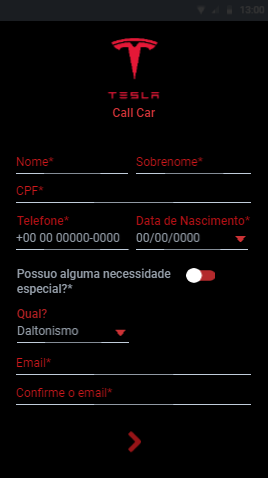 13:00
TESLA
Call Car
Nome* Sobrenome*
CPF*
Telefone* Data de Nascimento*
+00 00 00000-0000 00/00/0000
Possuo alguma necessidade
especial?*
Qual?
Daltonismo
Email*
Confirme o email*